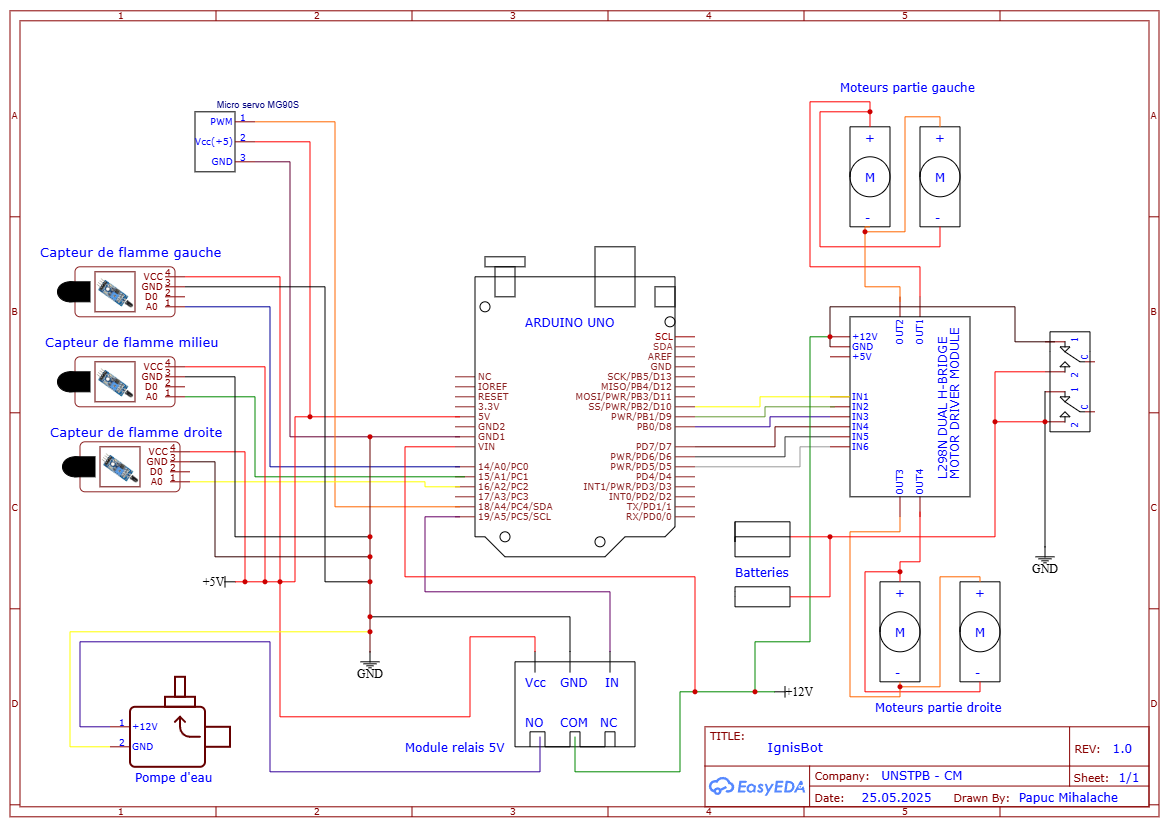 1 2 3 4 5
A A
B B
C C
D D
Micro servo MG90S
PWM 1
Vcc(+5) 2
GND 3
Capteur de flamme gauche
VCC 4
GND 3
D0 2
A0 1
Capteur de flamme milieu
VCC 4
GND 3
D0 2
A0 1
Capteur de flamme droite
VCC 4
GND 3
D0 2
A0 1
+5V
GND
ARDUINO UNO
NC
IOREF
RESET
3.3V
5V
GND2
GND1
VIN
14/A0/PC0
15/A1/PC1
16/A2/PC2
17/A3/PC3
18/A4/PC4/SDA
19/A5/PC5/SCL
SCL
SDA
AREF
GND
SCK/PB5/D13
MISO/PB4/D12
MOSI/PWR/PB3/D11
SS/PWR/PB2/D10
PWR/PB1/D9
PB0/D8
PD7/D7
PWR/PD6/D6
PWR/PD5/D5
PD4/D4
INT1/PWR/PD3/D3
INT0/PD2/D2
TX/PD1/1
RX/PD0/0
Moteurs partie gauche
+ +
M M
- -
+12V
GND
+5V
IN1
IN2
IN3
IN4
IN5
IN6
OUT2
OUT1
OUT3
OUT4
L298N DUAL H-BRIDGE
MOTOR DRIVER MODULE
1
C
2
1
C
2
GND
Batteries
+ +
M M
- -
Moteurs partie droite
+12V
Vcc GND IN
NO COM NC
Module relais 5V
1 +12V
2 GND
Pompe d'eau
TITLE:
IgnisBot
REV: 1.0
EasyEDA
Company: UNSTPB - CM
Sheet: 1/1
Date: 25.05.2025 Drawn By: Papuc Mihalache
1 2 3 4 5